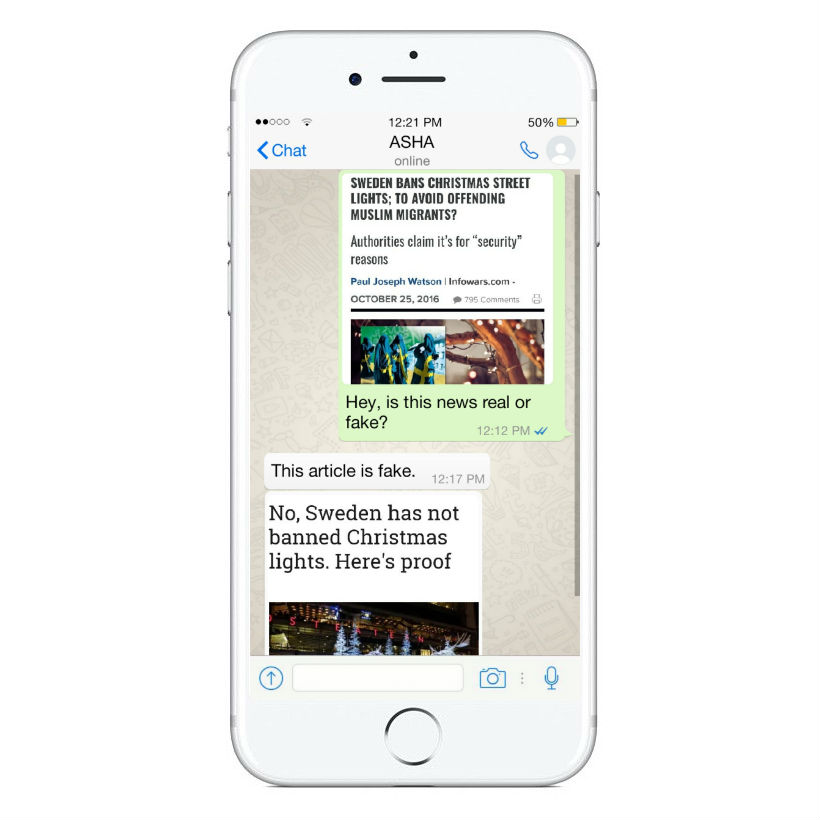 12:21 PM
50%
Chat
ASHA
online
SWEDEN BANS CHRISTMAS STREET
LIGHTS; TO AVOID OFFENDING
MUSLIM MIGRANTS?
Authorities claim it's for "security"
reasons
Paul Joseph Watson | Infowars.com -
OCTOBER 25, 2016 795 Comments
Hey, is this news real or
fake?
12:12 PM
This article is fake.
12:17 PM
No, Sweden has not
banned Christmas
lights. Here's proof